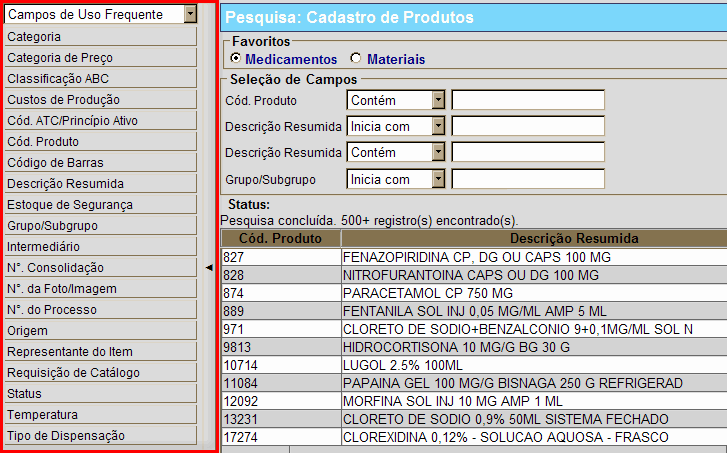 Campos de Uso Frequente
Categoria
Categoria de Preço
Classificação ABC
Custos de Produção
Cód. ATC/Princípio Ativo
Cód. Produto
Código de Barras
Descrição Resumida
Estoque de Segurança
Grupo/Subgrupo
Intermediário
N°. Consolidação
N°. da Foto/Imagem
N°. do Processo
Origem
Representante do Item
Requisição de Catálogo
Status
Temperatura
Tipo de Dispensação
Pesquisa: Cadastro de Produtos
Favoritos
Medicamentos Materiais
Seleção de Campos
Cód. Produto Contém
Descrição Resumida Inicia com
Descrição Resumida Contém
Grupo/Subgrupo Inicia com
Status:
Pesquisa concluída. 500+ registro(s) encontrado(s).
Cód. Produto Descrição Resumida
827 FENAZOPIRIDINA CP, DG OU CAPS 100 MG
828 NITROFURANTOINA CAPS OU DG 100 MG
874 PARACETAMOL CP 750 MG
889 FENTANILA SOL INJ 0,05 MG/ML AMP 5 ML
971 CLORETO DE SODIO+BENZALCONIO 9+0,1MG/ML SOL N
9813 HIDROCORTISONA 10 MG/G BG 30 G
10714 LUGOL 2.5% 100ML
11084 PAPAINA GEL 100 MG/G BISNAGA 250 G REFRIGERAD
12092 MORFINA SOL INJ 10 MG AMP 1 ML
13231 CLORETO DE SODIO 0,9% 50ML SISTEMA FECHADO
17274 CLOREXIDINA 0,12% - SOLUCAO AQUOSA - FRASCO